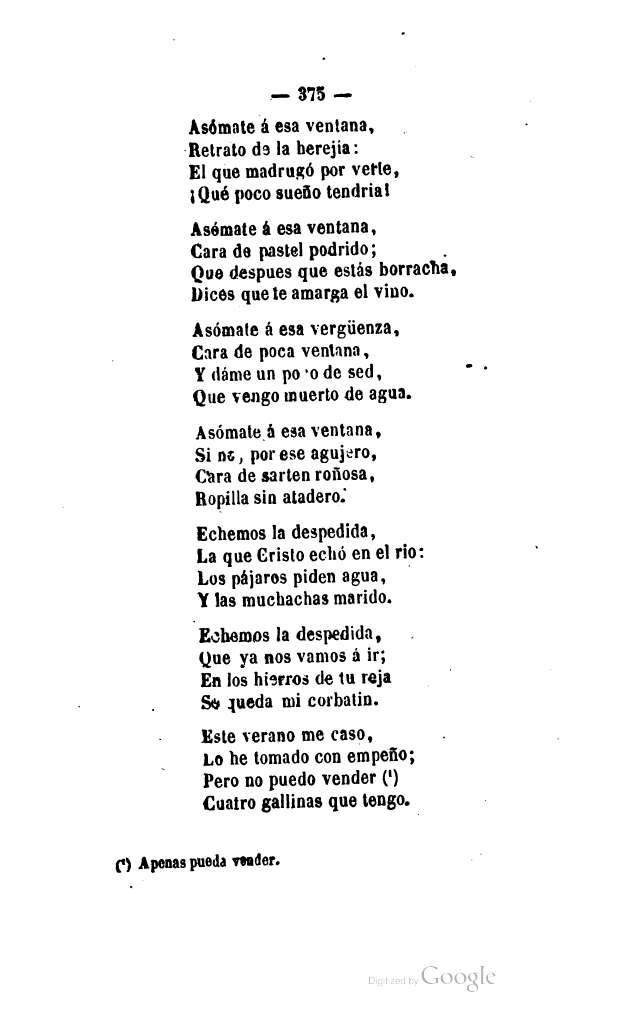 — 375 —
Asómate á esa ventana,
Retrato de la herejia:
El que madrugó por verte,
¡Qué poco sueño tendria!
Asómate á esa ventana,
Cara de pastel podrido;
Que despues que estás borracha,
Dices que te amarga el vino.
Asómate á esa vergüenza,
Cara de poca ventana,
Y dáme un poco de sed,
Que vengo muerto de agua.
Asómate á esa ventana,
Si no, por ese agujero,
Cara de sarten roñosa,
Ropilla sin atadero.
Echemos la despedida,
La que Cristo echó en el rio:
Los pájaros piden agua,
Y las muchachas marido.
Echemos la despedida,
Que ya nos vamos á ir;
En los hierros de tu reja
Se queda mi corbatin.
Este verano me caso,
Lo he tomado con empeño;
Pero no puedo vender (¹)
Cuatro gallinas que tengo.
(¹) Apenas pueda vender.
Digitized by Google